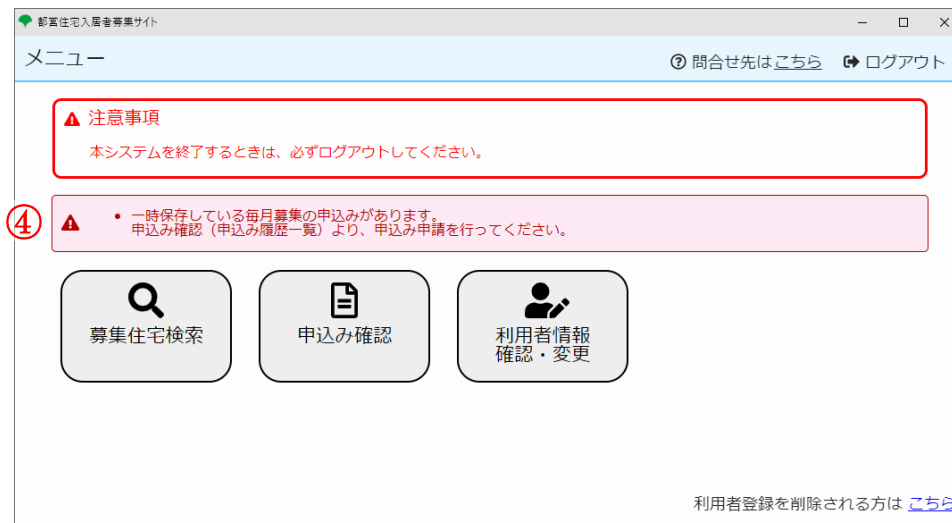 都営住宅入居者募集サイト
メニュー
問合せ先はこちら
ログアウト
注意事項
本システムを終了するときは、必ずログアウトしてください。
④
・一時保存している毎月募集の申込みがあります。
申込み確認（申込み履歴一覧）より、申込み申請を行ってください。
募集住宅検索
申込み確認
利用者情報
確認・変更
利用者登録を削除される方は こちら